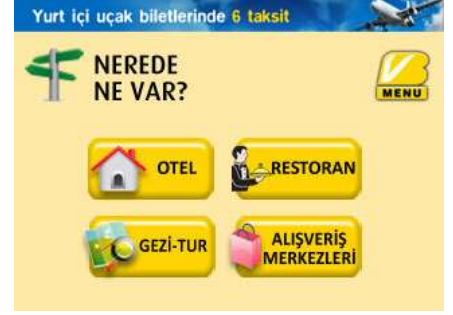 Yurt içi uçak biletlerinde 6 taksit
NEREDE
NE VAR?
MENU
OTEL
RESTORAN
GEZİ-TUR
ALIŞVERİŞ
MERKEZLERİ